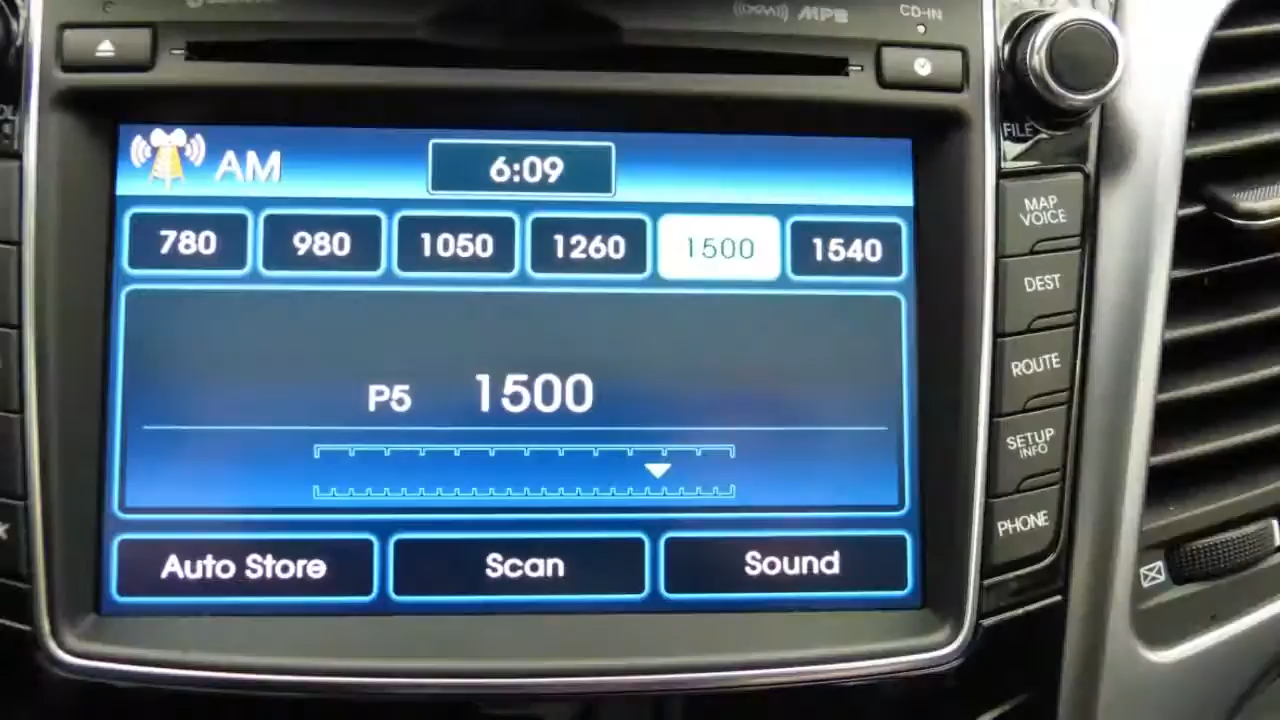 MP3
CD-IN
AM
6:09
FILE
780
980
1050
1260
1500
1540
MAP
VOICE
DEST
P5
1500
ROUTE
SETUP
INFO
PHONE
Auto Store
Scan
Sound